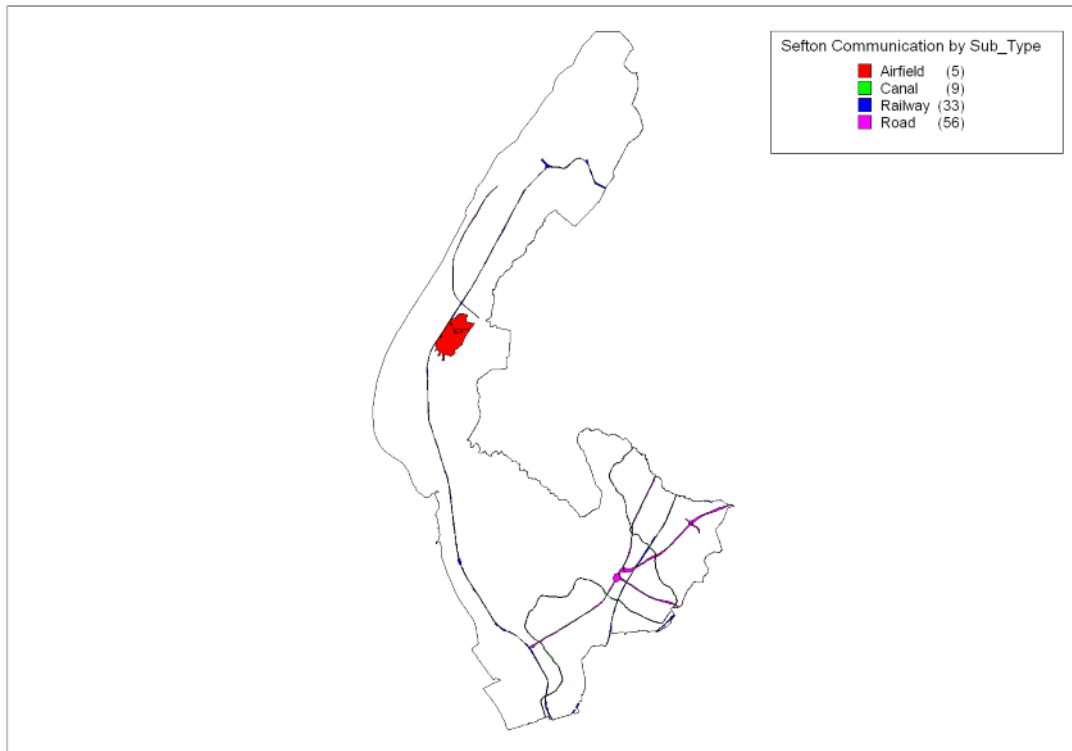 Sefton Communication by Sub_Type
Airfield (5)
Canal (9)
Railway (33)
Road (56)